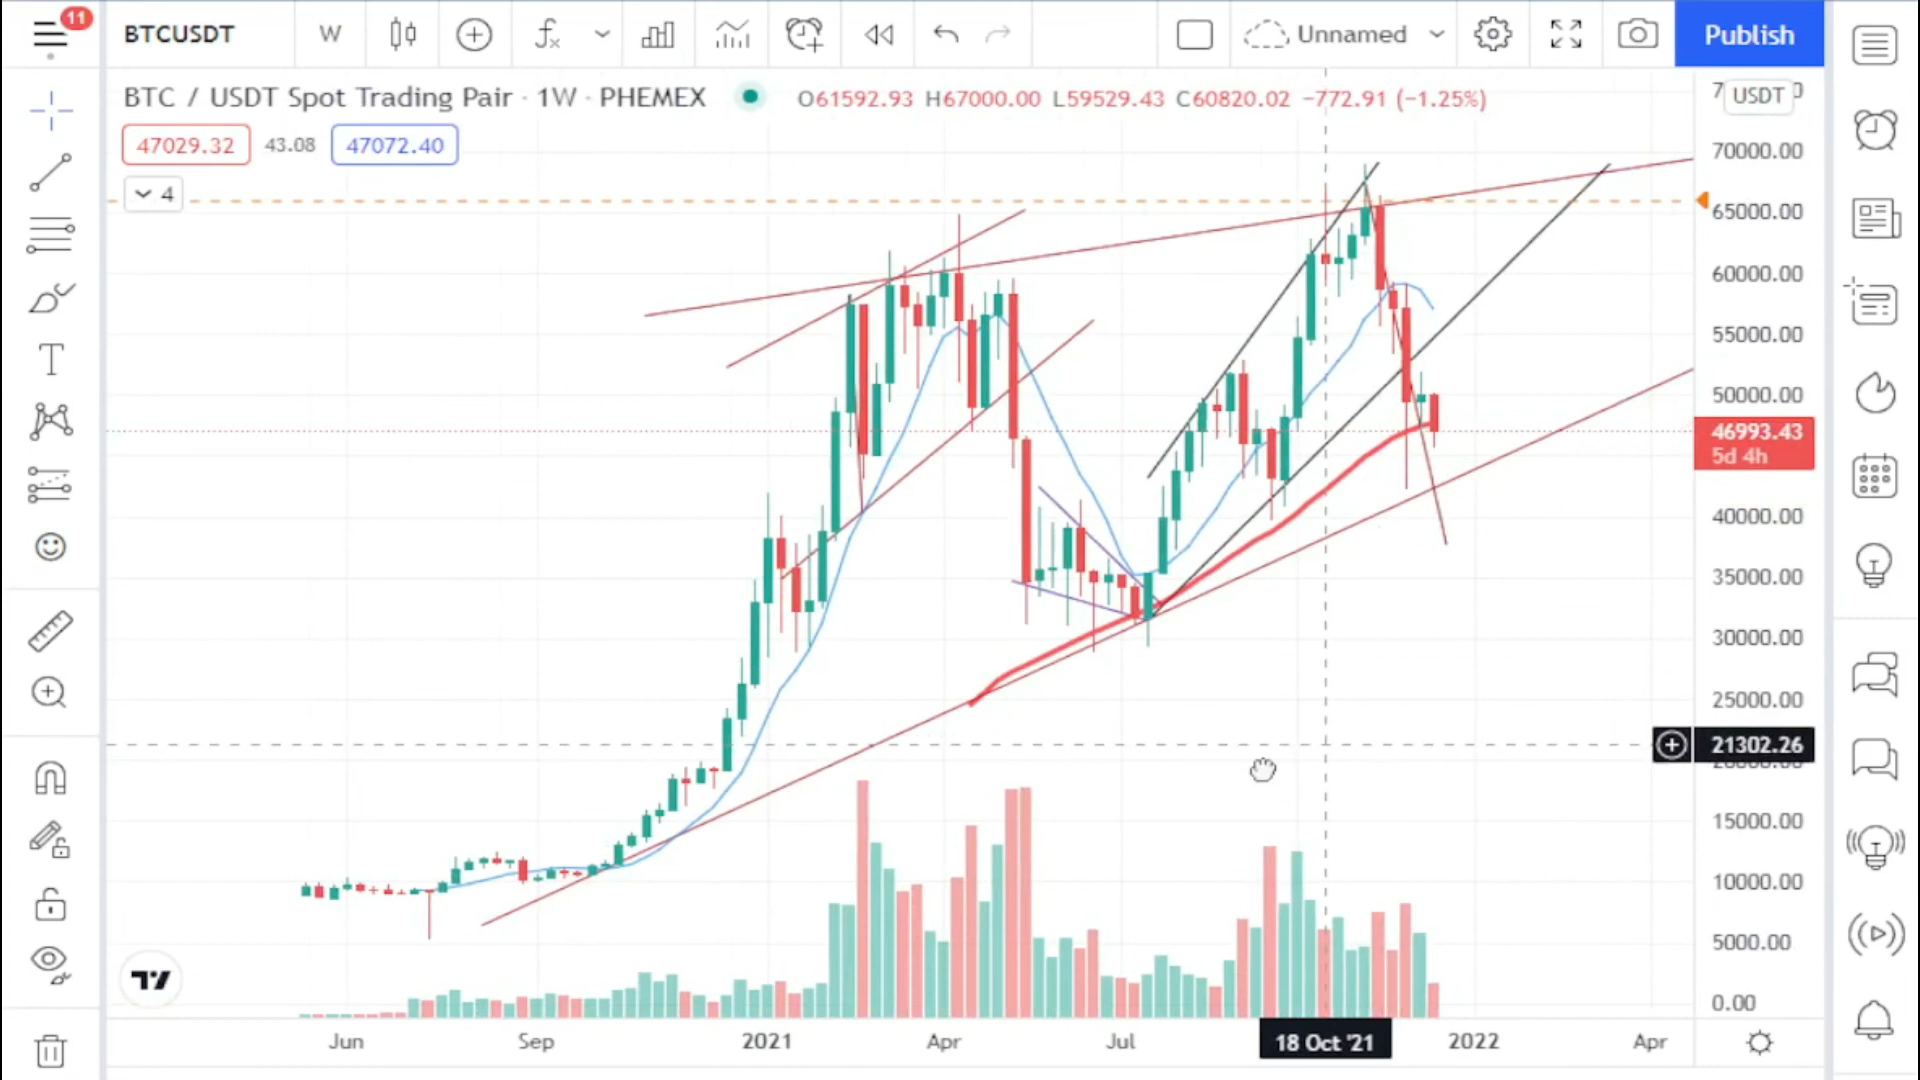 11
BTCUSDT W Unnamed Publish
BTC / USDT Spot Trading Pair · 1W · PHEMEX O61592.93 H67000.00 L59529.43 C60820.02 −772.91 (−1.25%)
USDT
47029.32 43.08 47072.40
4
70000.00
65000.00
60000.00
55000.00
50000.00
46993.43
5d 4h
40000.00
35000.00
30000.00
25000.00
21302.26
15000.00
10000.00
5000.00
0.00
Jun Sep 2021 Apr Jul 18 Oct '21 2022 Apr